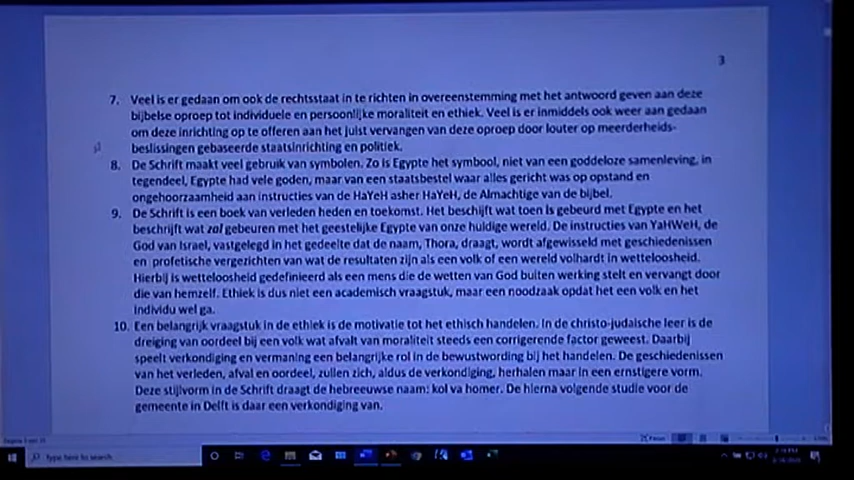 3
7. Veel is er gedaan om ook de rechtsstaat in te richten in overeenstemming met het antwoord geven aan deze
bijbelse oproep tot individuele en persoonlijke moraliteit en ethiek. Veel is er inmiddels ook weer aan gedaan
om deze inrichting op te offeren aan het juist vervangen van deze oproep door louter op meerderheids-
beslissingen gebaseerde staatsinrichting en politiek.
8. De Schrift maakt veel gebruik van symbolen. Zo is Egypte het symbool, niet van een goddeloze samenleving, in
tegendeel, Egypte had vele goden, maar van een staatsbestel waar alles gericht was op opstand en
ongehoorzaamheid aan instructies van de HaYeH asher HaYeH, de Almachtige van de bijbel.
9. De Schrift is een boek van verleden heden en toekomst. Het beschijft wat toen is gebeurd met Egypte en het
beschrijft wat zal gebeuren met het geestelijke Egypte van onze huidige wereld. De instructies van YaHWeH, de
God van Israel, vastgelegd in het gedeelte dat de naam, Thora, draagt, wordt afgewisseld met geschiedenissen
en profetische vergezichten van wat de resultaten zijn als een volk of een wereld volhardt in wetteloosheid.
Hierbij is wetteloosheid gedefinieerd als een mens die de wetten van God buiten werking stelt en vervangt door
die van hemzelf. Ethiek is dus niet een academisch vraagstuk, maar een noodzaak opdat het een volk en het
individu wel ga.
10. Een belangrijk vraagstuk in de ethiek is de motivatie tot het ethisch handelen. In de christo-judaische leer is de
dreiging van oordeel bij een volk wat afvalt van moraliteit steeds een corrigerende factor geweest. Daarbij
speelt verkondiging en vermaning een belangrijke rol in de bewustwording bij het handelen. De geschiedenissen
van het verleden, afval en oordeel, zullen zich, aldus de verkondiging, herhalen maar in een ernstigere vorm.
Deze stijlvorm in de Schrift draagt de hebreeuwse naam: kol va homer. De hierna volgende studie voor de
gemeente in Delft is daar een verkondiging van.
Focus
Type here to search